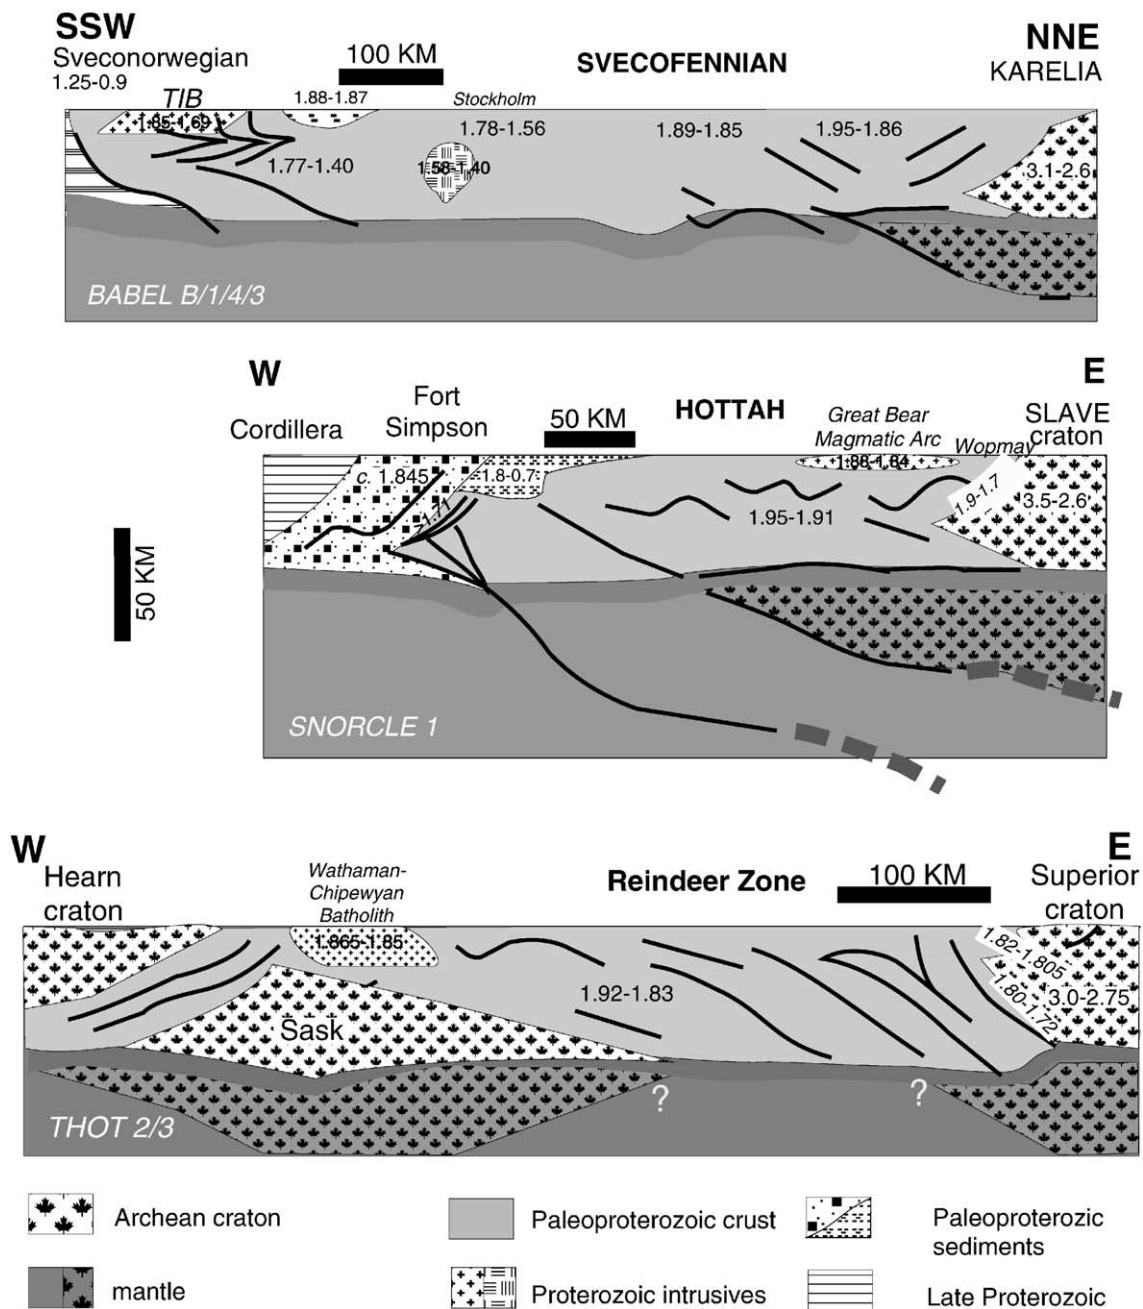 SSW
Sveconorwegian
1.25-0.9
100 KM
SVECOFENNIAN
NNE
KARELIA
TIB
1.85-1.69
1.88-1.87
Stockholm
1.78-1.56
1.89-1.85
1.95-1.86
1.77-1.40
1.58-1.40
3.1-2.6
BABEL B/1/4/3
W
E
Cordillera
Fort
Simpson
50 KM
HOTTAH
Great Bear
Magmatic Arc
Wopmay
SLAVE
craton
c. 1.845
1.8-0.7
1.88-1.84
1.9-1.7
3.5-2.6
1.71
1.95-1.91
50 KM
SNORCLE 1
W
E
Hearn
craton
Wathaman-
Chipewyan
Batholith
Reindeer Zone
100 KM
Superior
craton
1.865-1.85
1.82-1.805
1.80-1.72
3.0-2.75
1.92-1.83
Sask
?
?
THOT 2/3
Archean craton
Paleoproterozoic crust
Paleoproterozic
sediments
mantle
Proterozoic intrusives
Late Proterozoic